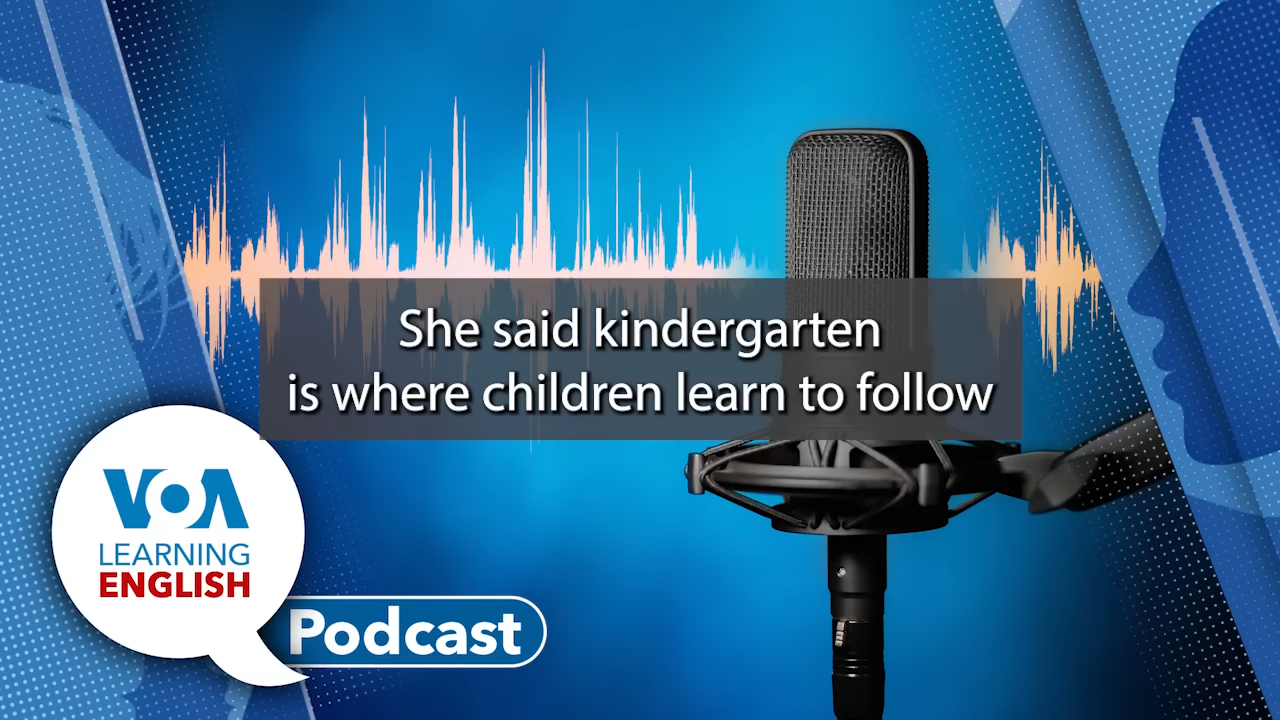 She said kindergarten
is where children learn to follow
VOA
LEARNING
ENGLISH
Podcast